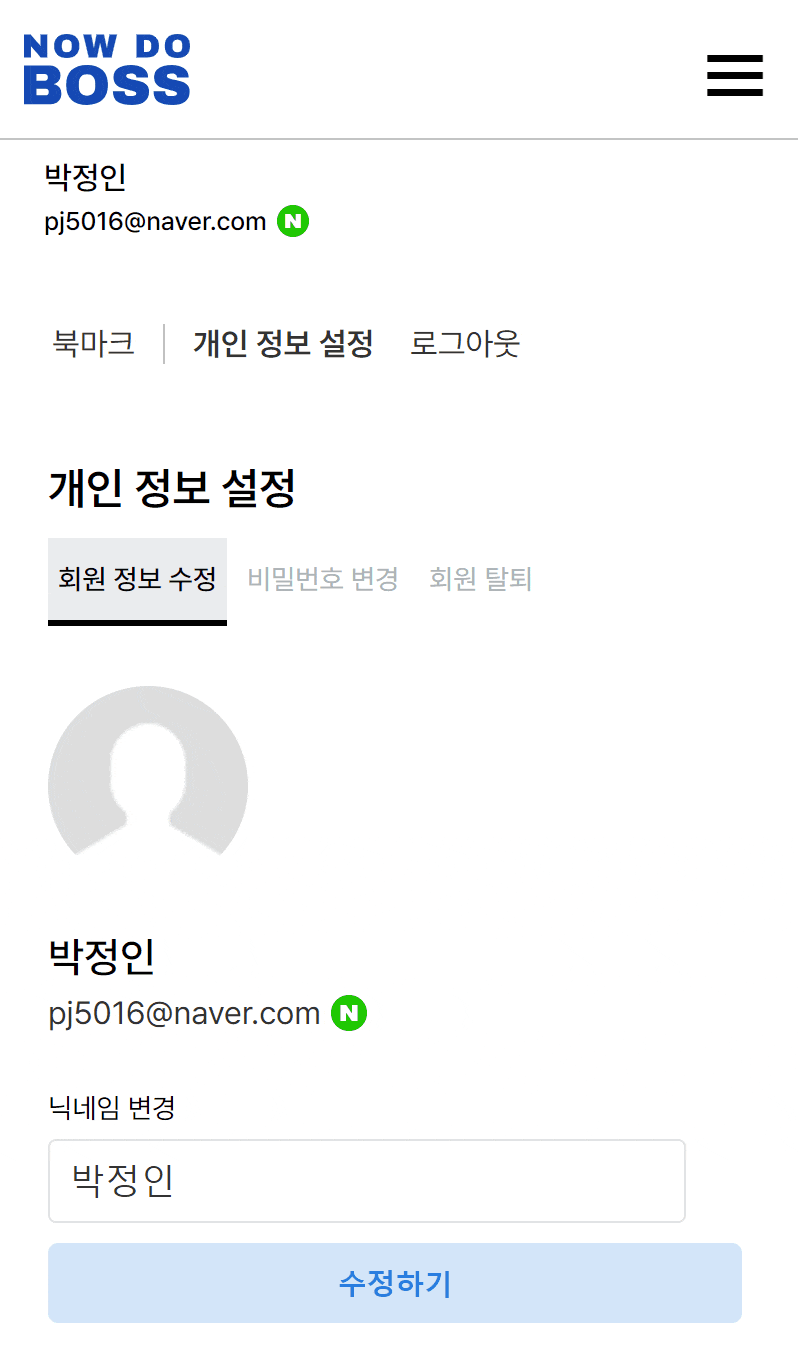 NOW DO
BOSS
박정인
pj5016@naver.com N
북마크 개인 정보 설정 로그아웃
개인 정보 설정
회원 정보 수정 비밀번호 변경 회원 탈퇴
박정인
pj5016@naver.com N
닉네임 변경
박정인
수정하기